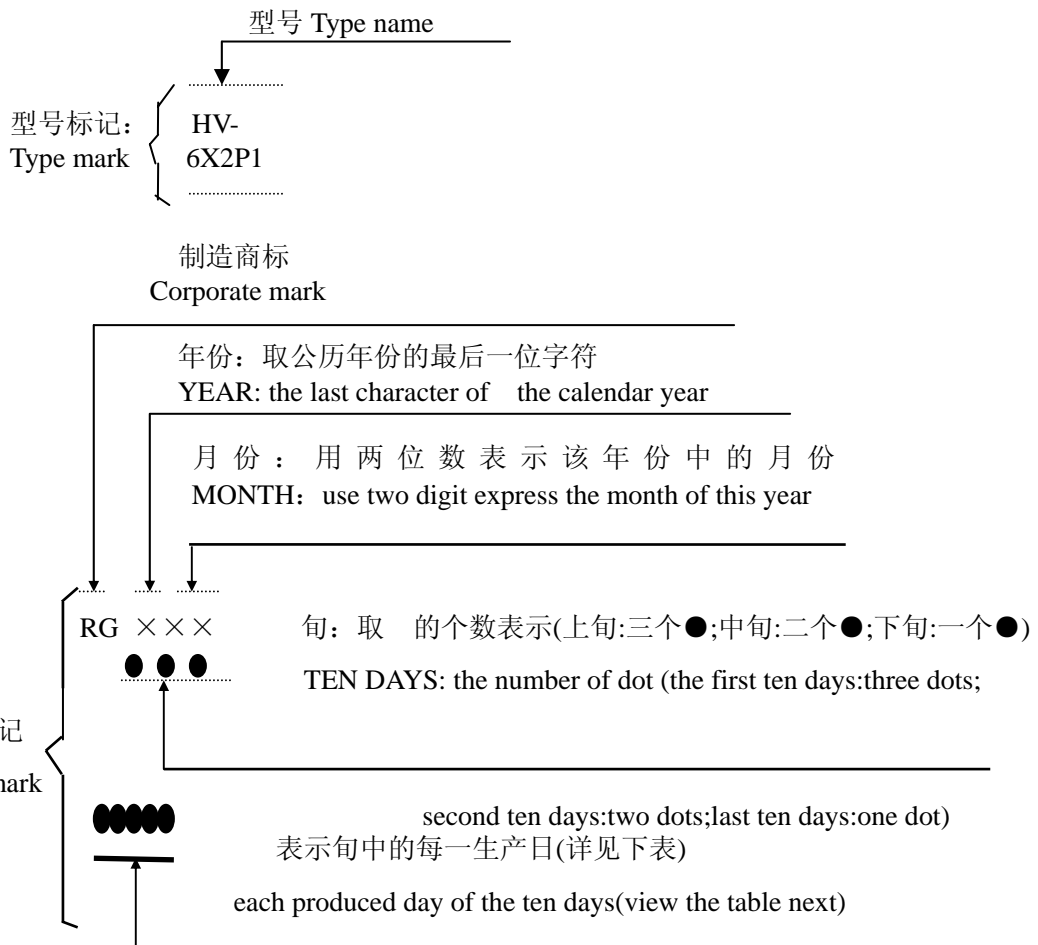 型号 Type name
型号标记：
Type mark
HV-
6X2P1
制造商标
Corporate mark
年份：取公历年份的最后一位字符
YEAR: the last character of the calendar year
月份：用两位数表示该年份中的月份
MONTH：use two digit express the month of this year
RG ×××
旬：取 的个数表示(上旬:三个●;中旬:二个●;下旬:一个●)
●●●
TEN DAYS: the number of dot (the first ten days:three dots;
记
mark
●●●●●
second ten days:two dots;last ten days:one dot)
表示旬中的每一生产日(详见下表)
each produced day of the ten days(view the table next)